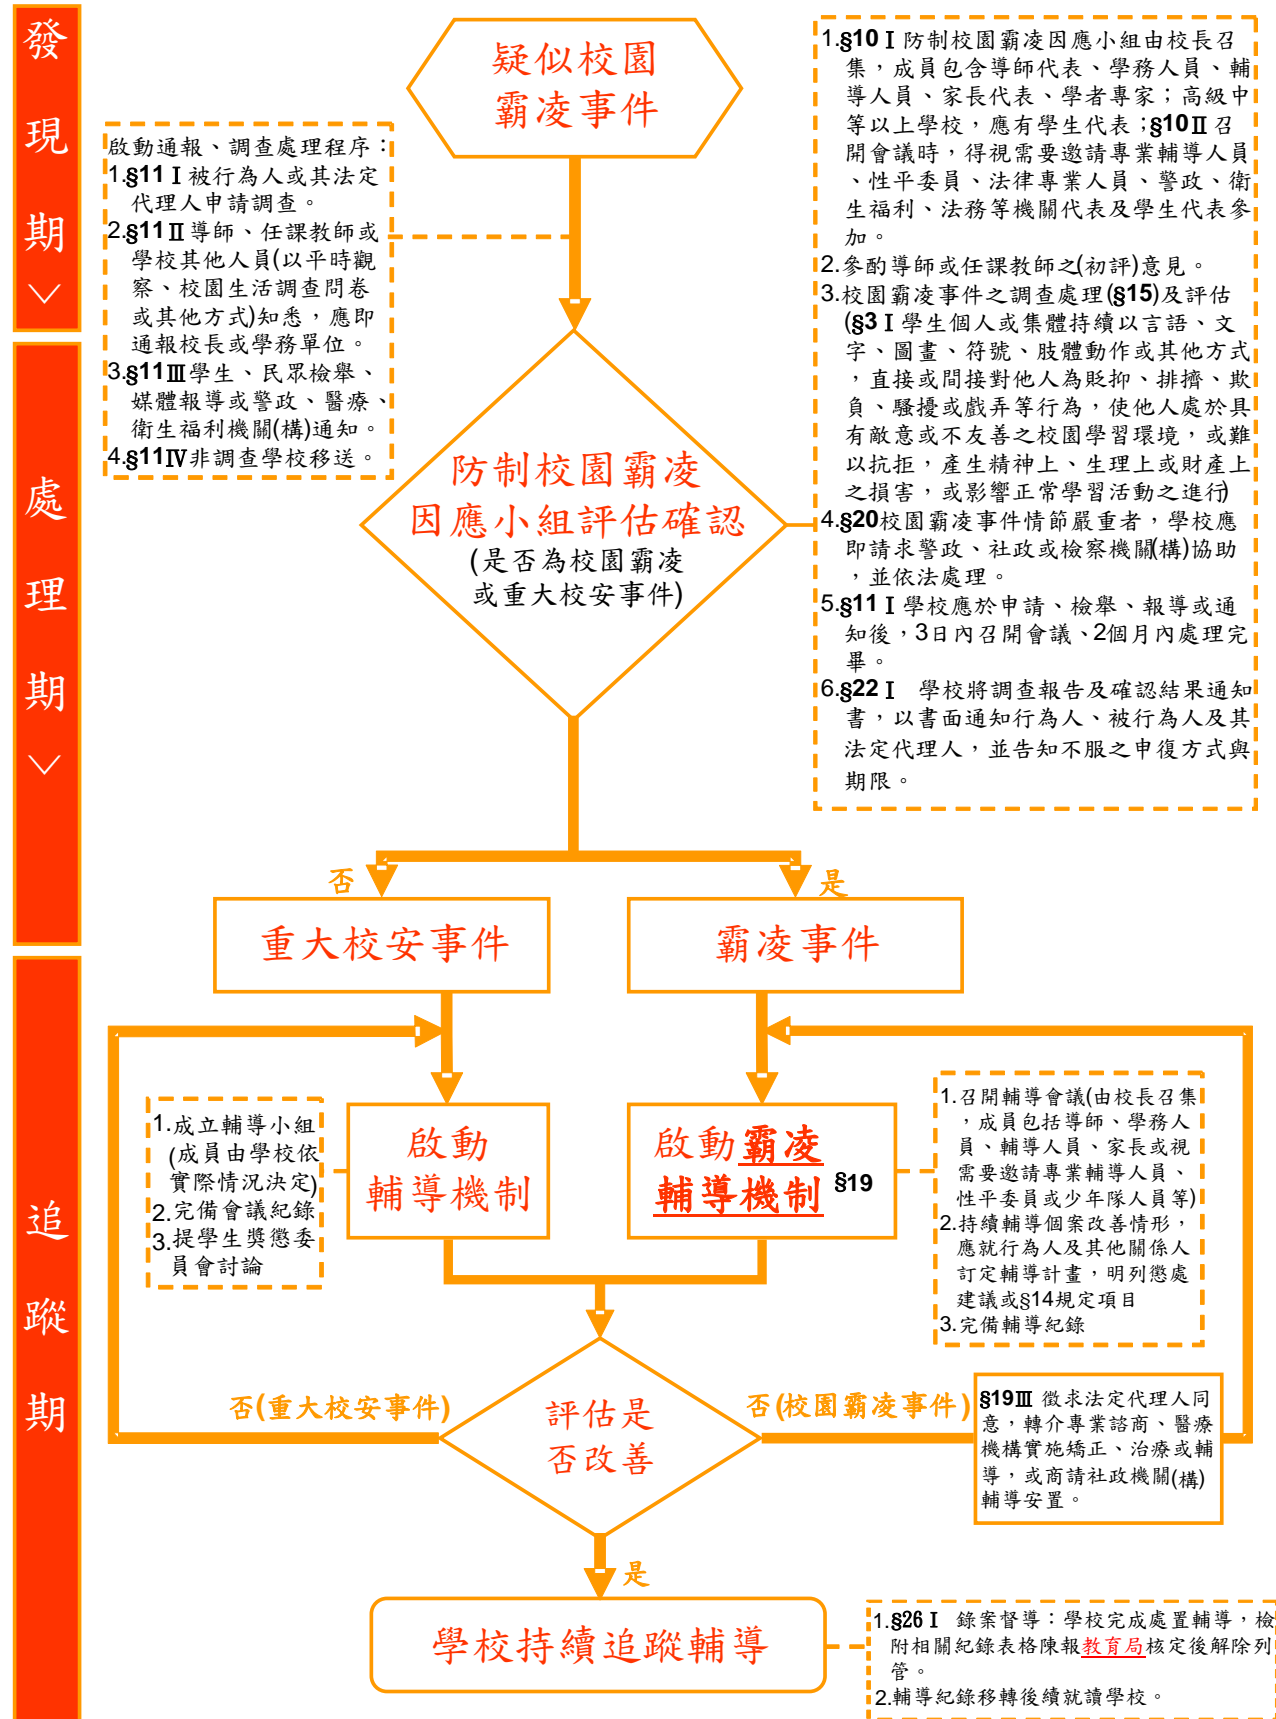 發
現
期
﹀
處
理
期
﹀
追
蹤
期
疑似校園
霸凌事件
啟動通報、調查處理程序：
1.§11Ⅰ被行為人或其法定
代理人申請調查。
2.§11Ⅱ導師、任課教師或
學校其他人員(以平時觀
察、校園生活調查問卷
或其他方式)知悉，應即
通報校長或學務單位。
3.§11Ⅲ學生、民眾檢舉、
媒體報導或警政、醫療、
衛生福利機關(構)通知。
4.§11Ⅳ非調查學校移送。
1.§10Ⅰ防制校園霸凌因應小組由校長召
集，成員包含導師代表、學務人員、輔
導人員、家長代表、學者專家；高級中
等以上學校，應有學生代表；§10Ⅱ召
開會議時，得視需要邀請專業輔導人員
、性平委員、法律專業人員、警政、衛
生福利、法務等機關代表及學生代表參
加。
2.參酌導師或任課教師之(初評)意見。
3.校園霸凌事件之調查處理(§15)及評估
(§3Ⅰ學生個人或集體持續以言語、文
字、圖畫、符號、肢體動作或其他方式
，直接或間接對他人為貶抑、排擠、欺
負、騷擾或戲弄等行為，使他人處於具
有敵意或不友善之校園學習環境，或難
以抗拒，產生精神上、生理上或財產上
之損害，或影響正常學習活動之進行)
4.§20校園霸凌事件情節嚴重者，學校應
即請求警政、社政或檢察機關(構)協助
，並依法處理。
5.§11Ⅰ學校應於申請、檢舉、報導或通
知後，3日內召開會議、2個月內處理完
畢。
6.§22Ⅰ 學校將調查報告及確認結果通知
書，以書面通知行為人、被行為人及其
法定代理人，並告知不服之申復方式與
期限。
防制校園霸凌
因應小組評估確認
(是否為校園霸凌
或重大校安事件)
否
是
重大校安事件
霸凌事件
1.成立輔導小組
(成員由學校依
實際情況決定)
2.完備會議紀錄
3.提學生獎懲委
員會討論
啟動
輔導機制
啟動霸凌
輔導機制 §19
1.召開輔導會議(由校長召集
，成員包括導師、學務人
員、輔導人員、家長或視
需要邀請專業輔導人員、
性平委員或少年隊人員等)
2.持續輔導個案改善情形，
應就行為人及其他關係人
訂定輔導計畫，明列懲處
建議或§14規定項目
3.完備輔導紀錄
否(重大校安事件)
評估是
否改善
否(校園霸凌事件)
§19Ⅲ 徵求法定代理人同
意，轉介專業諮商、醫療
機構實施矯正、治療或輔
導，或商請社政機關(構)
輔導安置。
是
學校持續追蹤輔導
1.§26Ⅰ 錄案督導：學校完成處置輔導，檢
附相關紀錄表格陳報教育局核定後解除列
管。
2.輔導紀錄移轉後續就讀學校。